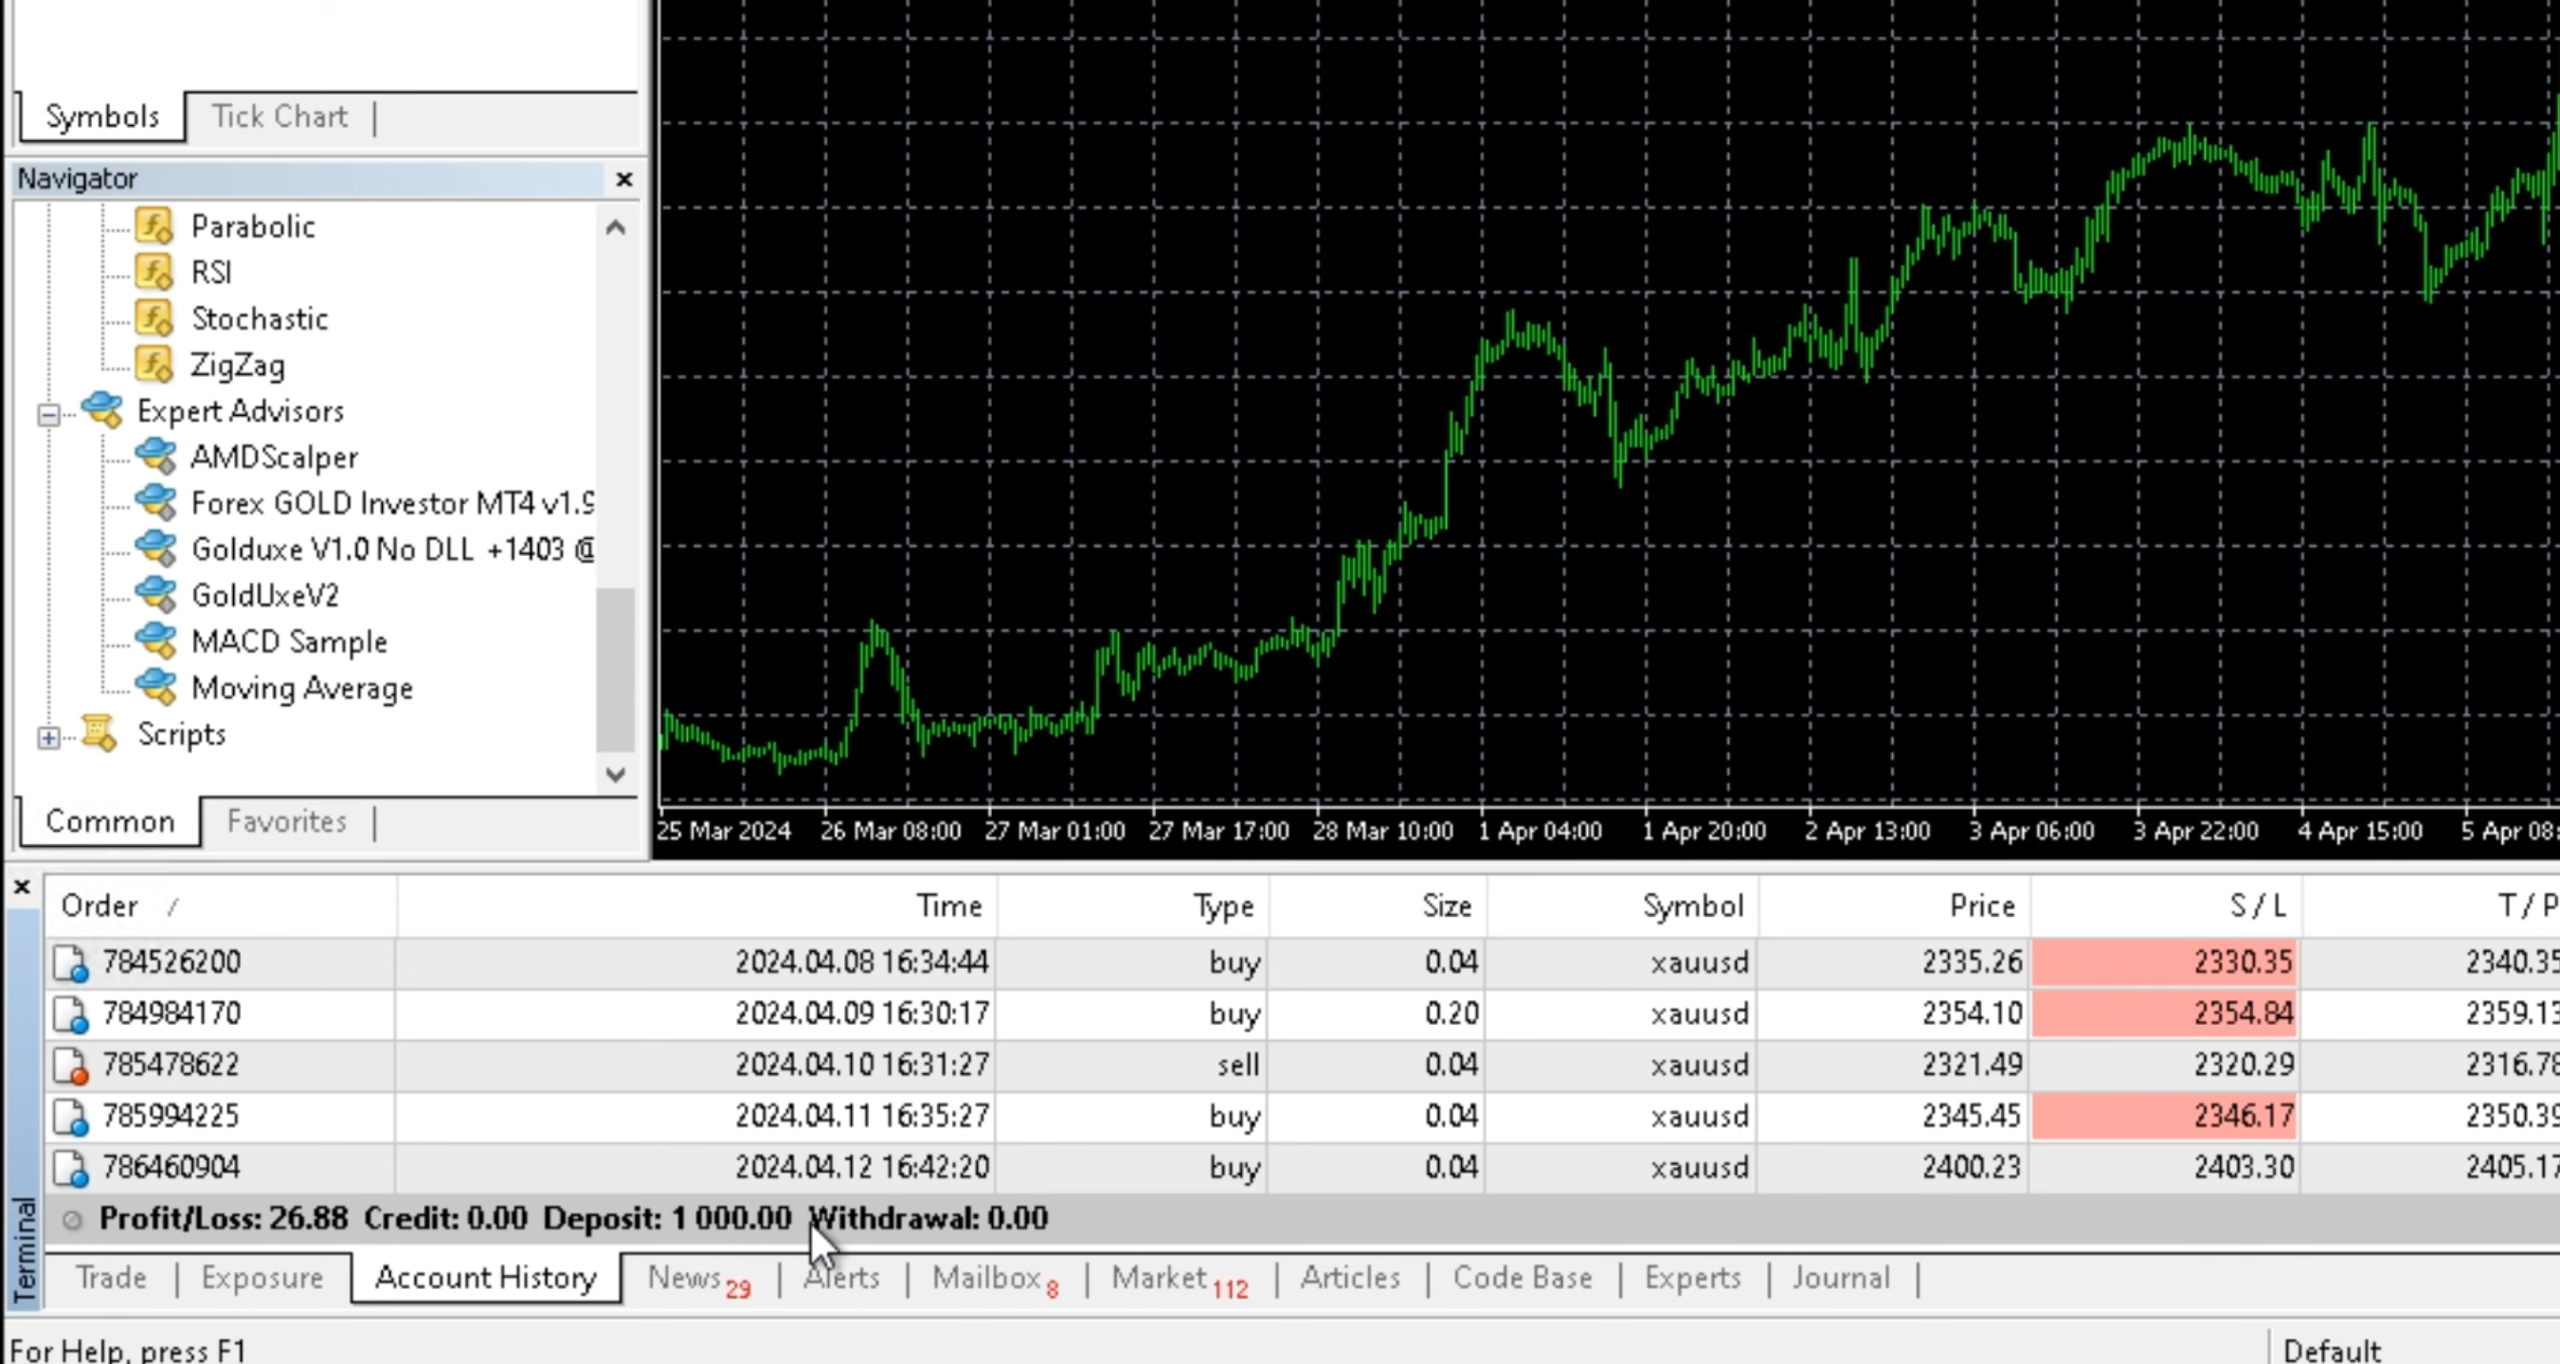 Symbols Tick Chart
Navigator
Parabolic
RSI
Stochastic
ZigZag
Expert Advisors
AMDScalper
Forex GOLD Investor MT4 v1.9
Golduxe V1.0 No DLL +1403 @
GoldUxeV2
MACD Sample
Moving Average
Scripts
Common Favorites
25 Mar 2024 26 Mar 08:00 27 Mar 01:00 27 Mar 17:00 28 Mar 10:00 1 Apr 04:00 1 Apr 20:00 2 Apr 13:00 3 Apr 06:00 3 Apr 22:00 4 Apr 15:00 5 Apr 08:
Order / Time Type Size Symbol Price S / L T / P
784526200 2024.04.08 16:34:44 buy 0.04 xauusd 2335.26 2330.35 2340.35
784984170 2024.04.09 16:30:17 buy 0.20 xauusd 2354.10 2354.84 2359.13
785478622 2024.04.10 16:31:27 sell 0.04 xauusd 2321.49 2320.29 2316.78
785994225 2024.04.11 16:35:27 buy 0.04 xauusd 2345.45 2346.17 2350.39
786460904 2024.04.12 16:42:20 buy 0.04 xauusd 2400.23 2403.30 2405.17
Profit/Loss: 26.88 Credit: 0.00 Deposit: 1 000.00 Withdrawal: 0.00
Terminal
Trade Exposure Account History News 29 Alerts Mailbox 8 Market 112 Articles Code Base Experts Journal
For Help, press F1 Default